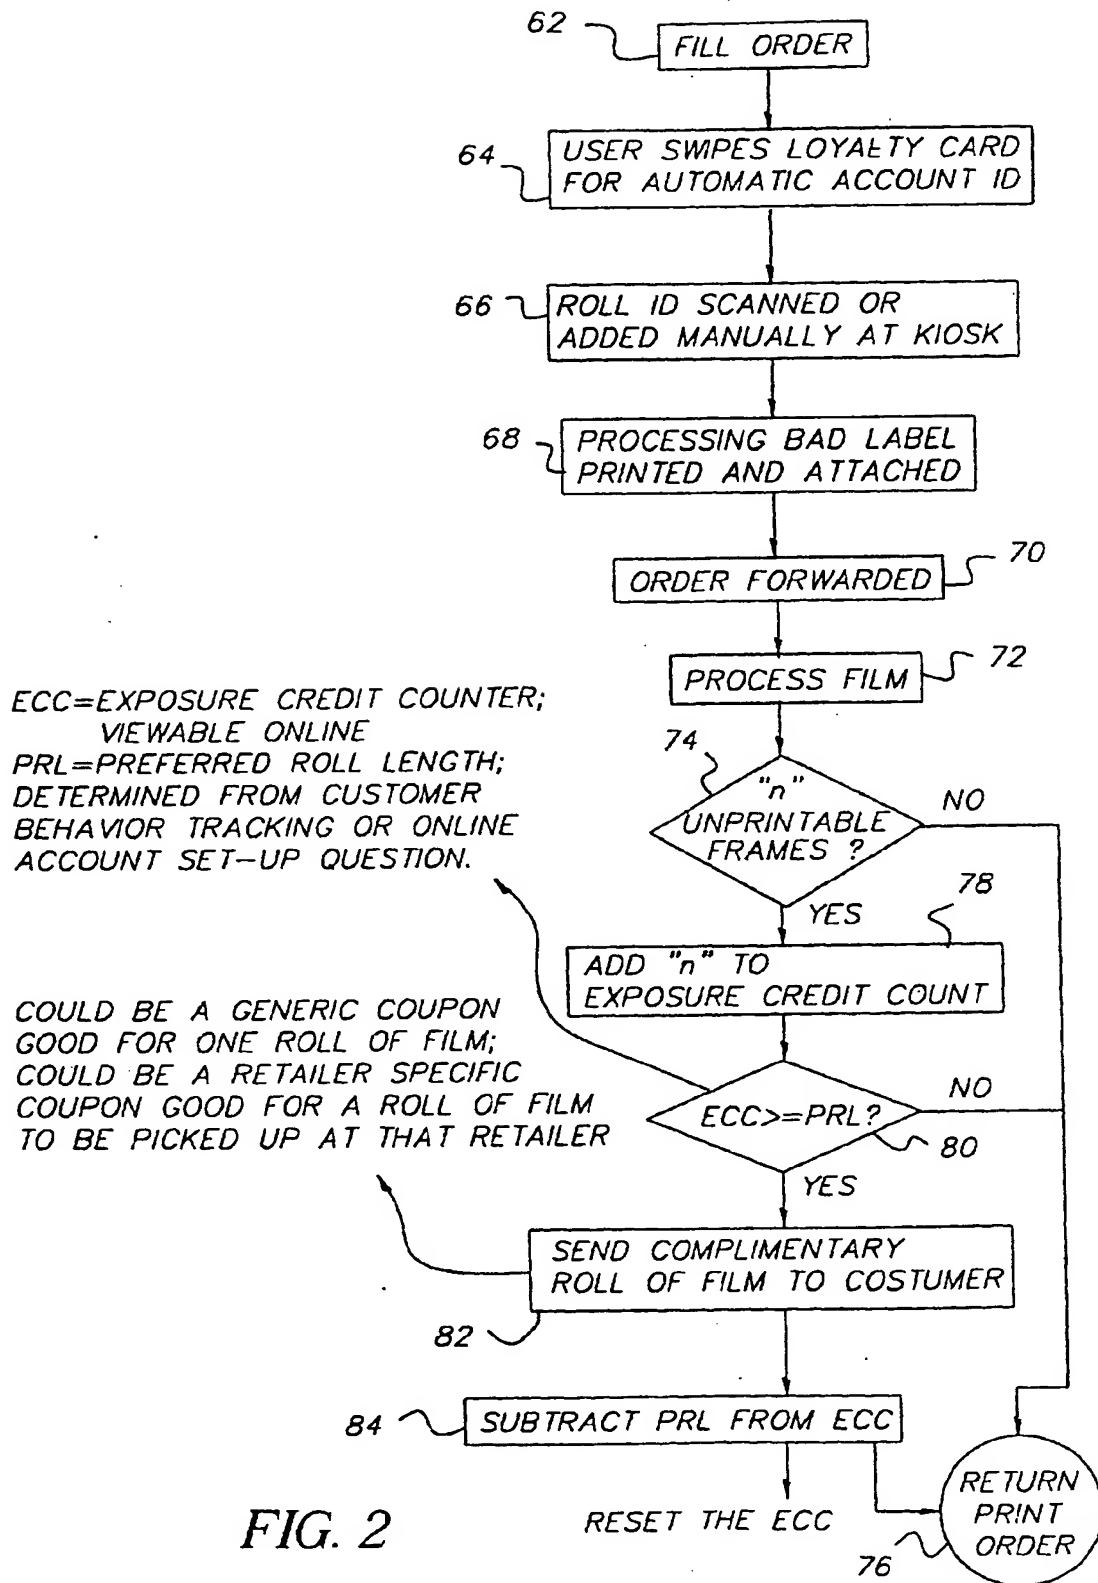 62
FILL ORDER
64
USER SWIPES LOYALTY CARD
FOR AUTOMATIC ACCOUNT ID
66
ROLL ID SCANNED OR
ADDED MANUALLY AT KIOSK
68
PROCESSING BAD LABEL
PRINTED AND ATTACHED
ORDER FORWARDED
70
PROCESS FILM
72
ECC=EXPOSURE CREDIT COUNTER;
VIEWABLE ONLINE
PRL=PREFERRED ROLL LENGTH;
DETERMINED FROM CUSTOMER
BEHAVIOR TRACKING OR ONLINE
ACCOUNT SET-UP QUESTION.
74
"n"
UNPRINTABLE
FRAMES ?
NO
YES
78
ADD "n" TO
EXPOSURE CREDIT COUNT
COULD BE A GENERIC COUPON
GOOD FOR ONE ROLL OF FILM;
COULD BE A RETAILER SPECIFIC
COUPON GOOD FOR A ROLL OF FILM
TO BE PICKED UP AT THAT RETAILER
ECC>=PRL?
NO
80
YES
SEND COMPLIMENTARY
ROLL OF FILM TO COSTUMER
82
84
SUBTRACT PRL FROM ECC
RESET THE ECC
RETURN
PRINT
ORDER
76
FIG. 2